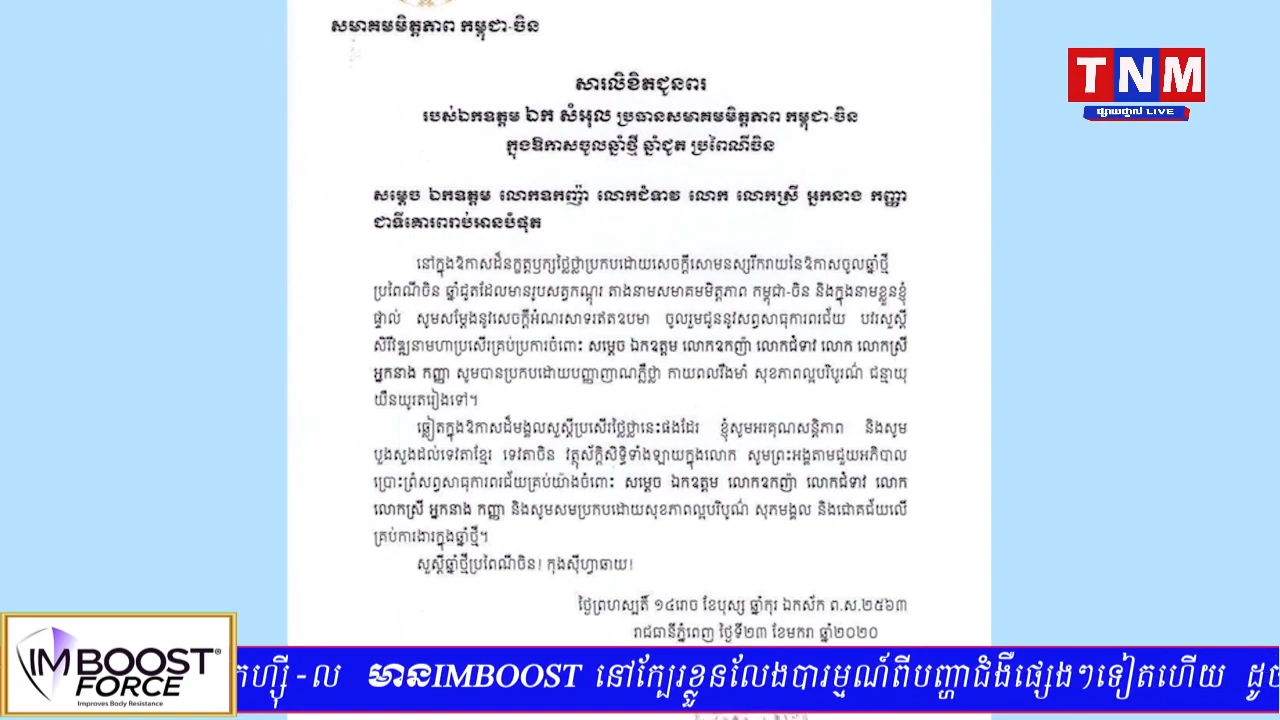 សមាគមមិត្តភាព កម្ពុជា-ចិន
TNM
ផ្សាយផ្ទាល់ LIVE
សារលិខិតជូនពរ
របស់ឯកឧត្តម ឯក សំអុល ប្រធានសមាគមមិត្តភាព កម្ពុជា-ចិន
ក្នុងឱកាសចូលឆ្នាំថ្មី ឆ្នាំជូត ប្រពៃណីចិន
សម្តេច ឯកឧត្តម លោកឧកញ៉ា លោកជំទាវ លោក លោកស្រី អ្នកនាង កញ្ញា
ជាទីគោរពរាប់អានបំផុត
នៅក្នុងឱកាសដ៏នក្ខត្តឫក្សថ្លៃថ្លាប្រកបដោយសេចក្តីសោមនស្សរីករាយនៃឱកាសចូលឆ្នាំថ្មី
ប្រពៃណីចិន ឆ្នាំជូតដែលមានរូបសត្វកណ្តុរ តាងនាមសមាគមមិត្តភាព កម្ពុជា-ចិន និងក្នុងនាមខ្លួនខ្ញុំ
ផ្ទាល់ សូមសម្តែងនូវសេចក្តីអំណរសាទរឥតឧបមា ចូលរួមជូននូវសព្វសាធុការពរជ័យ បវរសួស្តី
សិរីវឌ្ឍនាមហាប្រសើរគ្រប់ប្រការចំពោះ សម្តេច ឯកឧត្តម លោកឧកញ៉ា លោកជំទាវ លោក លោកស្រី
អ្នកនាង កញ្ញា សូមបានប្រកបដោយបញ្ញាញាណភ្លឺថ្លា កាយពលរឹងមាំ សុខភាពល្អបរិបូរណ៌ ជន្មាយុ
យឺនយូរតរៀងទៅ។
ឆ្លៀតក្នុងឱកាសដ៏មង្គលសួស្តីប្រសើរថ្លៃថ្លានេះផងដែរ ខ្ញុំសូមអរគុណសន្តិភាព និងសូម
បួងសួងដល់ទេវតាខ្មែរ ទេវតាចិន វត្ថុស័ក្តិសិទ្ធិទាំងឡាយក្នុងលោក សូមព្រះអង្គតាមជួយអភិបាល
ប្រោះព្រំសព្វសាធុការពរជ័យគ្រប់យ៉ាងចំពោះ សម្តេច ឯកឧត្តម លោកឧកញ៉ា លោកជំទាវ លោក
លោកស្រី អ្នកនាង កញ្ញា និងសូមសមប្រកបដោយសុខភាពល្អបរិបូណ៌ សុភមង្គល និងជោគជ័យលើ
គ្រប់ការងារក្នុងឆ្នាំថ្មី។
សួស្តីឆ្នាំថ្មីប្រពៃណីចិន! កុងស៊ីហ្វាឆាយ!
ថ្ងៃព្រហស្បតិ៍ ១៤រោច ខែបុស្ស ឆ្នាំកុរ ឯកស័ក ព.ស.២៥៦៣
រាជធានីភ្នំពេញ ថ្ងៃទី២៣ ខែមករា ឆ្នាំ២០២០
IMBOOST®
FORCE
Improves Body Resistance
កហ្ស៊ី -ល មានIMBOOST នៅក្បែរខ្លួនលែងបារម្មណ៍ពីបញ្ហាជំងឺផ្សេងៗទៀតហើយ ដូច